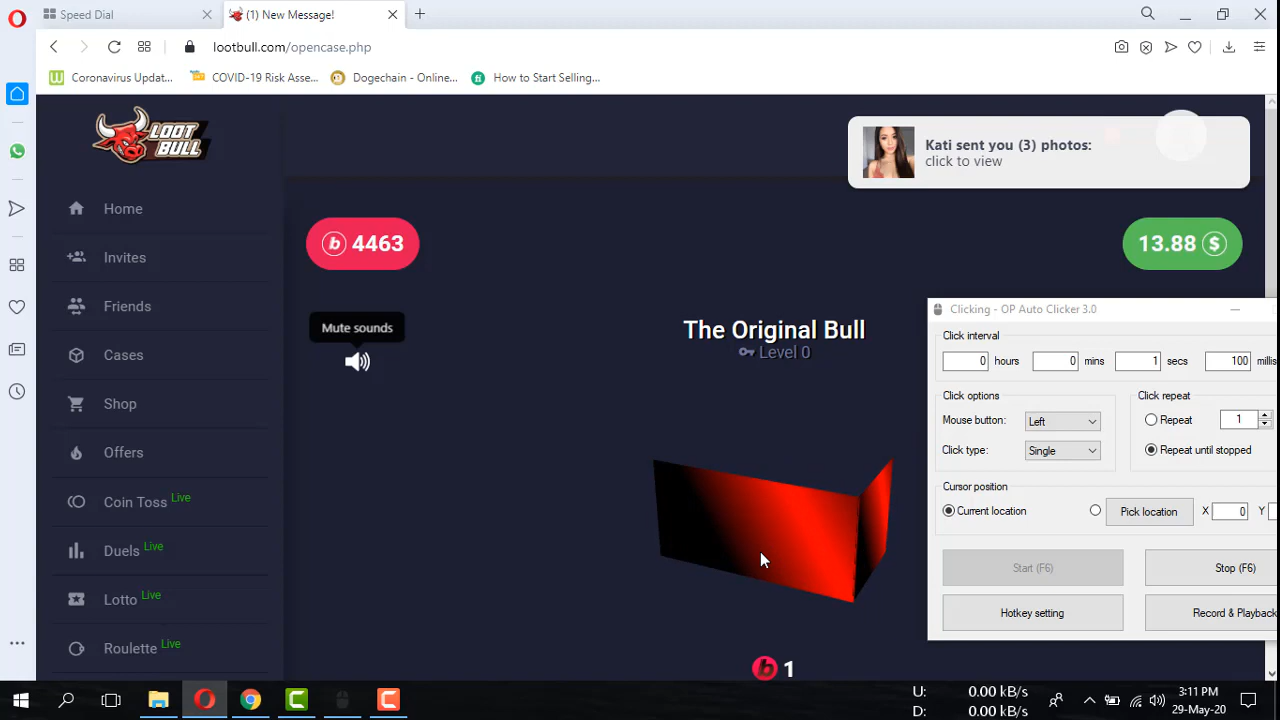 Speed Dial
(1) New Message!
lootbull.com/opencase.php
Coronavirus Updat...
COVID-19 Risk Asse...
Dogechain - Online...
How to Start Selling...
LOOT
BULL
Kati sent you (3) photos:
click to view
Home
Invites
Friends
Cases
Shop
Offers
Coin Toss Live
Duels Live
Lotto Live
Roulette Live
b 4463
13.88 $
Mute sounds
The Original Bull
Level 0
b 1
Clicking - OP Auto Clicker 3.0
Click interval
0 hours 0 mins 1 secs 100 millis
Click options
Mouse button: Left
Click type: Single
Click repeat
Repeat 1
Repeat until stopped
Cursor position
Current location
Pick location X 0 Y
Start (F6)
Stop (F6)
Hotkey setting
Record & Playback
U: 0.00 kB/s
D: 0.00 kB/s
3:11 PM
29-May-20